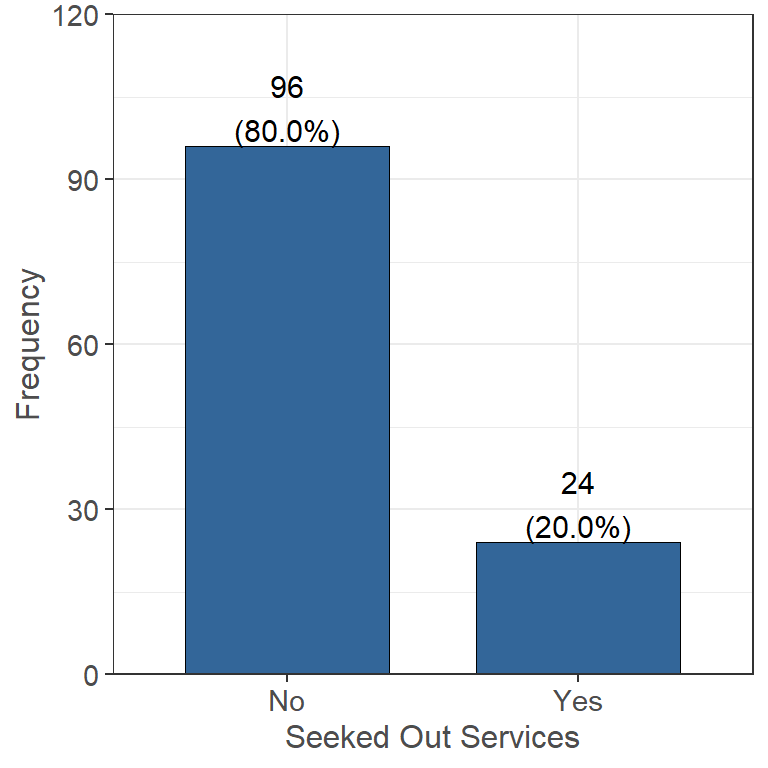 120
90
60
30
0
Frequency
96
(80.0%)
24
(20.0%)
No
Yes
Seeked Out Services